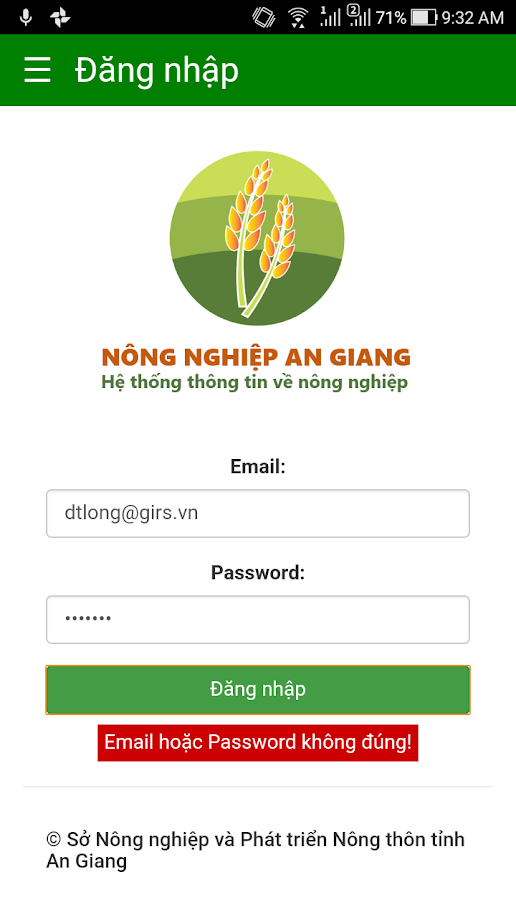 1 2 71% 9:32 AM
Đăng nhập
NÔNG NGHIỆP AN GIANG
Hệ thống thông tin về nông nghiệp
Email:
dtlong@girs.vn
Password:
•••••••
Đăng nhập
Email hoặc Password không đúng!
© Sở Nông nghiệp và Phát triển Nông thôn tỉnh
An Giang